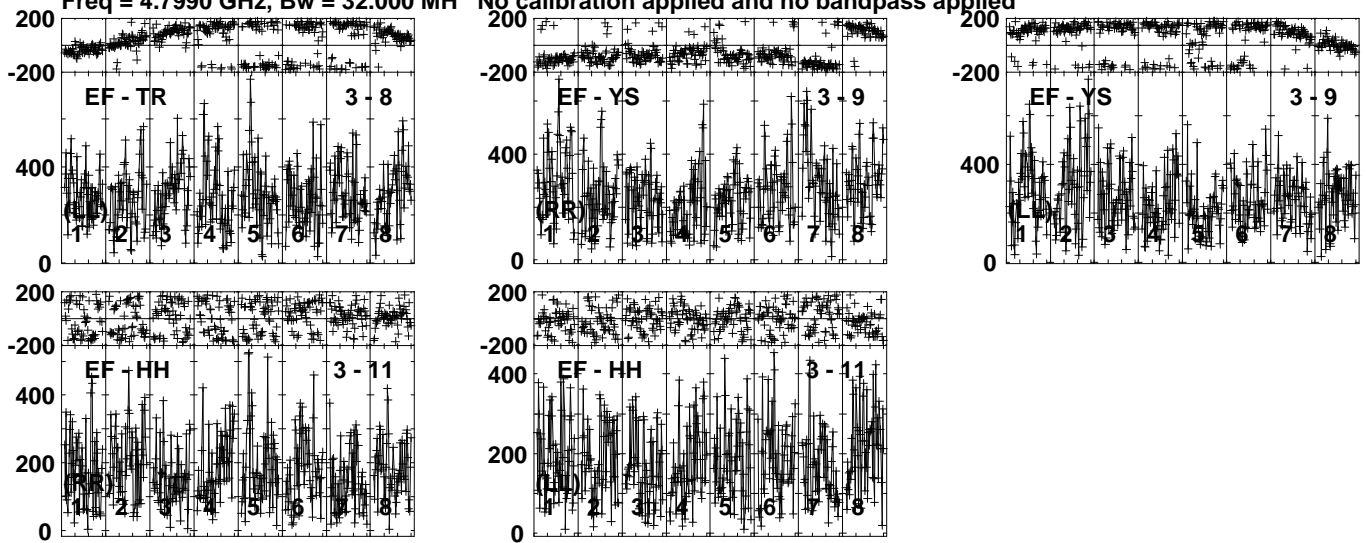 Freq = 4.7990 GHz, Bw = 32.000 MH No calibration applied and no bandpass applied
200
-200
EF - TR 3 - 8
400
(LL)
1 2 3 4 5 6 7 8
0
200
-200
EF - YS 3 - 9
400
(RR)
1 2 3 4 5 6 7 8
0
200
-200
EF - YS 3 - 9
400
(LL)
1 2 3 4 5 6 7 8
0
200
-200
EF - HH 3 - 11
400
200
(RR)
1 2 3 4 5 6 7 8
0
200
-200
EF - HH 3 - 11
400
200
(LL)
1 2 3 4 5 6 7 8
0